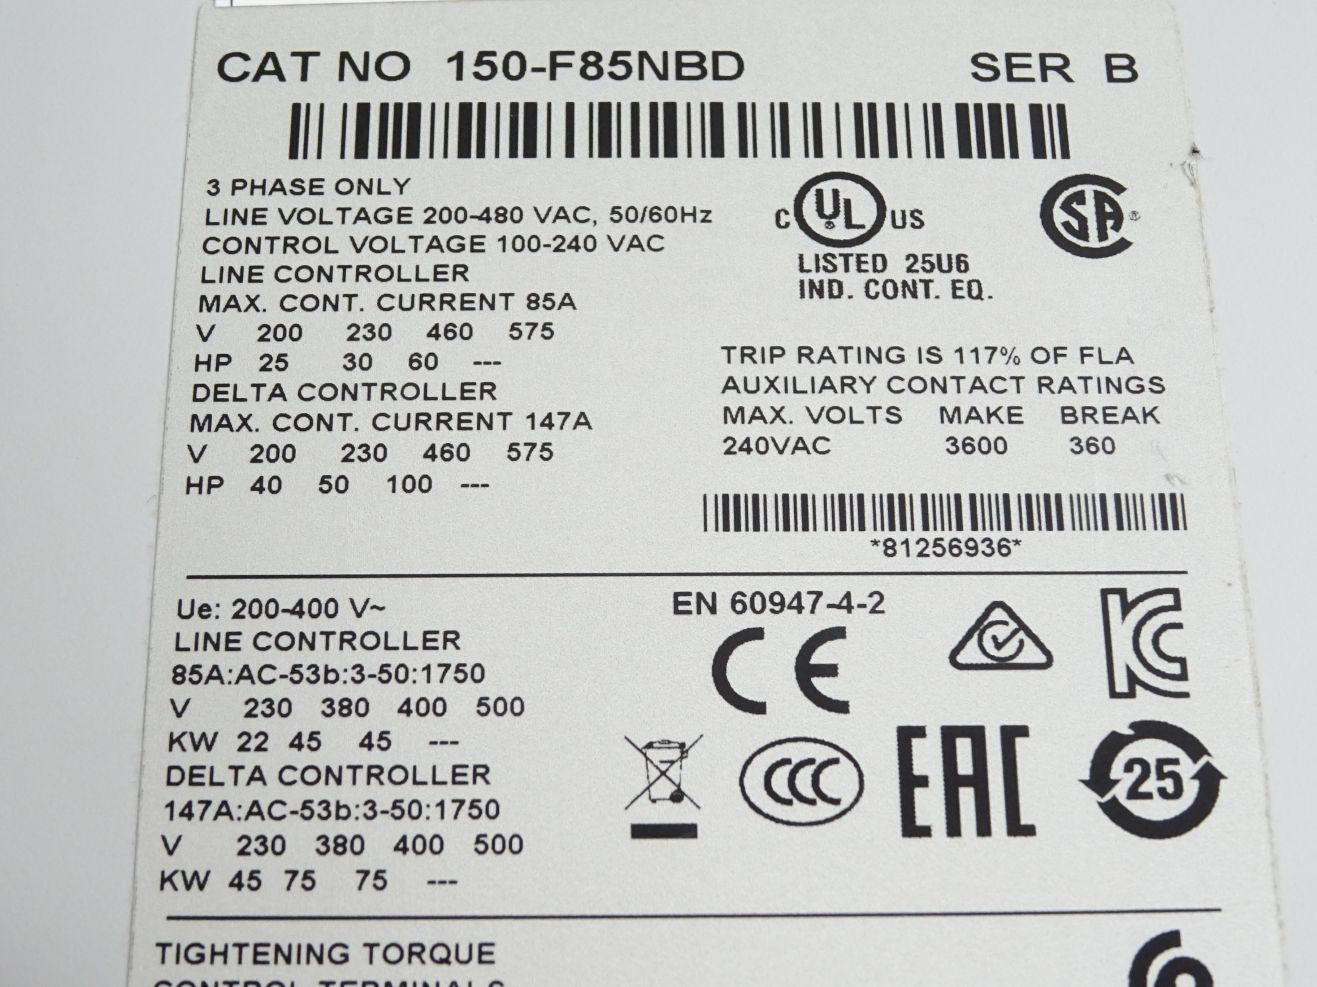 CAT NO 150-F85NBD SER B
3 PHASE ONLY
LINE VOLTAGE 200-480 VAC, 50/60Hz
CONTROL VOLTAGE 100-240 VAC
LINE CONTROLLER
MAX. CONT. CURRENT 85A
V 200 230 460 575
HP 25 30 60 ---
DELTA CONTROLLER
MAX. CONT. CURRENT 147A
V 200 230 460 575
HP 40 50 100 ---
C UL US
SA
LISTED 25U6
IND. CONT. EQ.
TRIP RATING IS 117% OF FLA
AUXILIARY CONTACT RATINGS
MAX. VOLTS MAKE BREAK
240VAC 3600 360
*81256936*
Ue: 200-400 V~
LINE CONTROLLER
85A:AC-53b:3-50:1750
V 230 380 400 500
KW 22 45 45 ---
DELTA CONTROLLER
147A:AC-53b:3-50:1750
V 230 380 400 500
KW 45 75 75 ---
EN 60947-4-2
CE
KC
CCC
EAC
25
TIGHTENING TORQUE
CONTROL TERMINALS